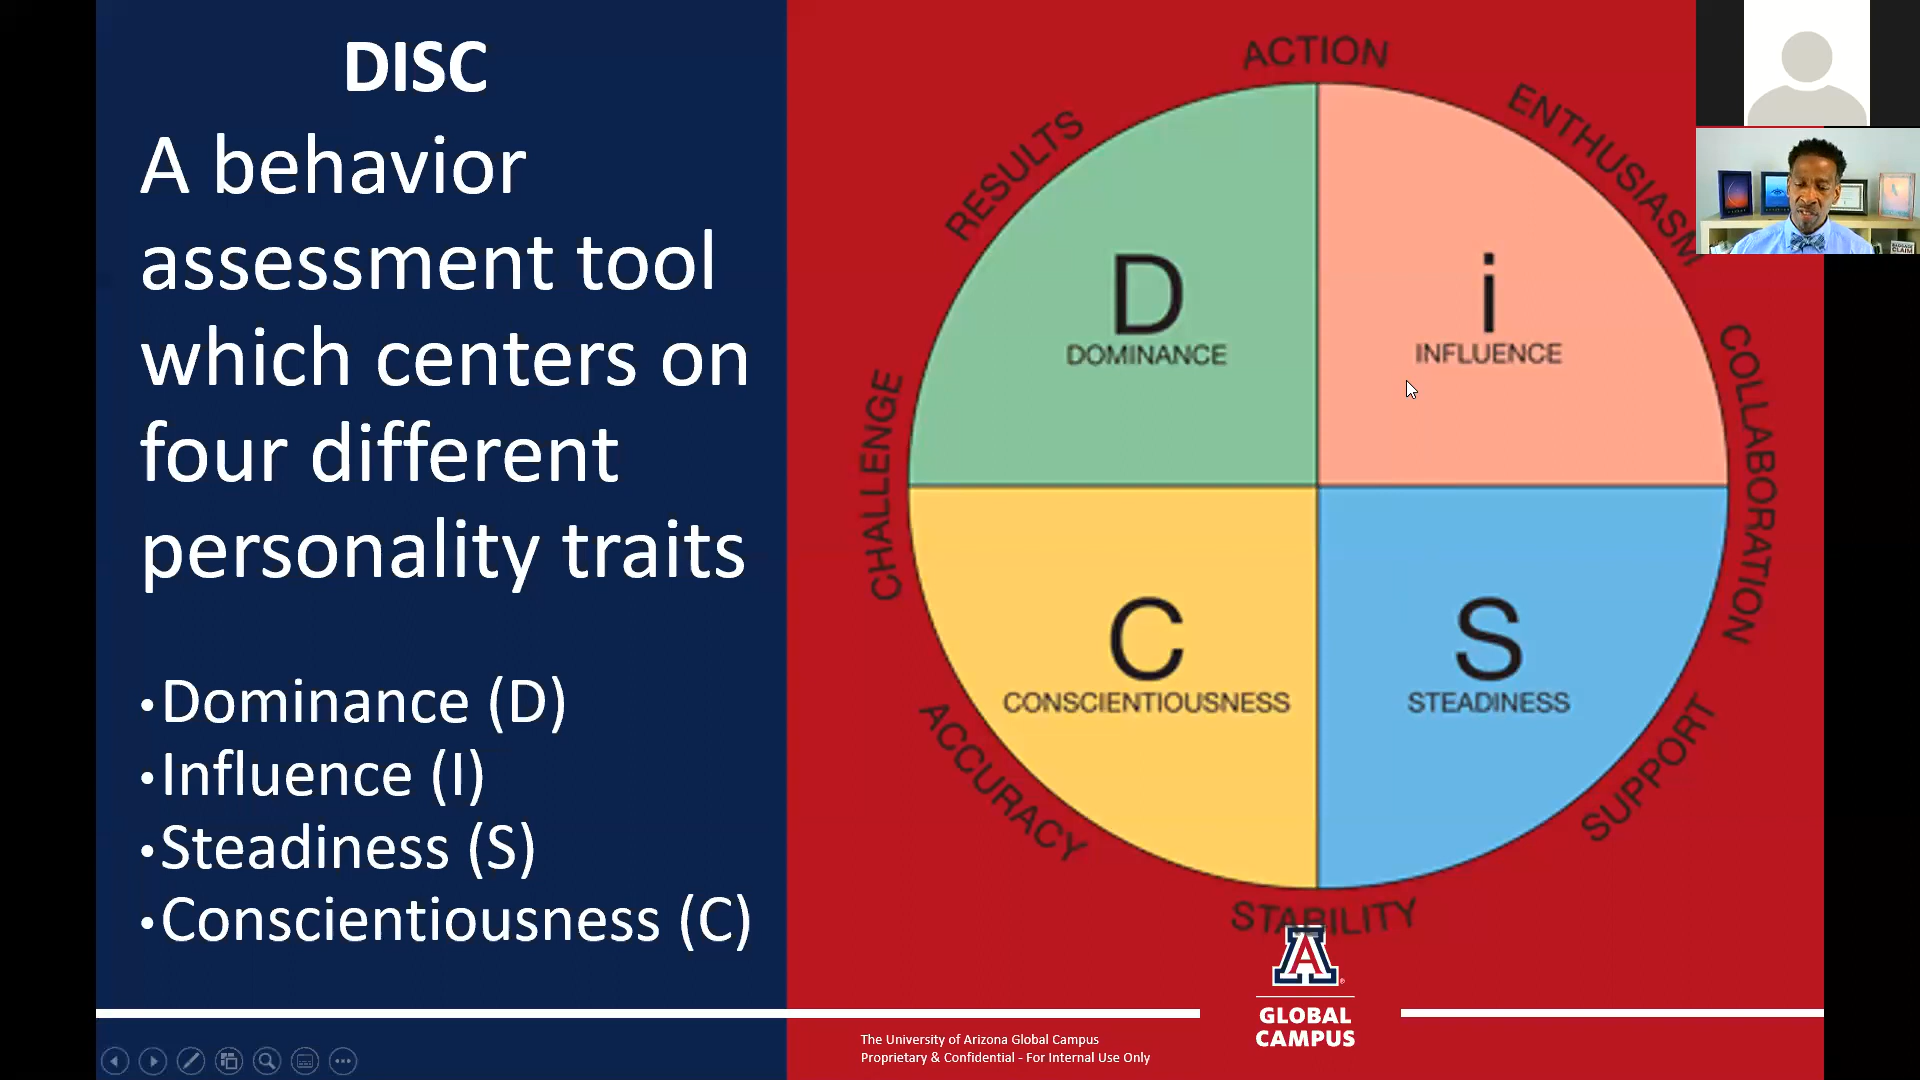 DISC
A behavior
assessment tool
which centers on
four different
personality traits
•Dominance (D)
•Influence (I)
•Steadiness (S)
•Conscientiousness (C)
ACTION
ENTHUSIASM
COLLABORATION
SUPPORT
STABILITY
ACCURACY
CHALLENGE
RESULTS
D
DOMINANCE
i
INFLUENCE
C
CONSCIENTIOUSNESS
S
STEADINESS
A
GLOBAL
CAMPUS
The University of Arizona Global Campus
Proprietary & Confidential - For Internal Use Only
BAGGAGE
CLAIM